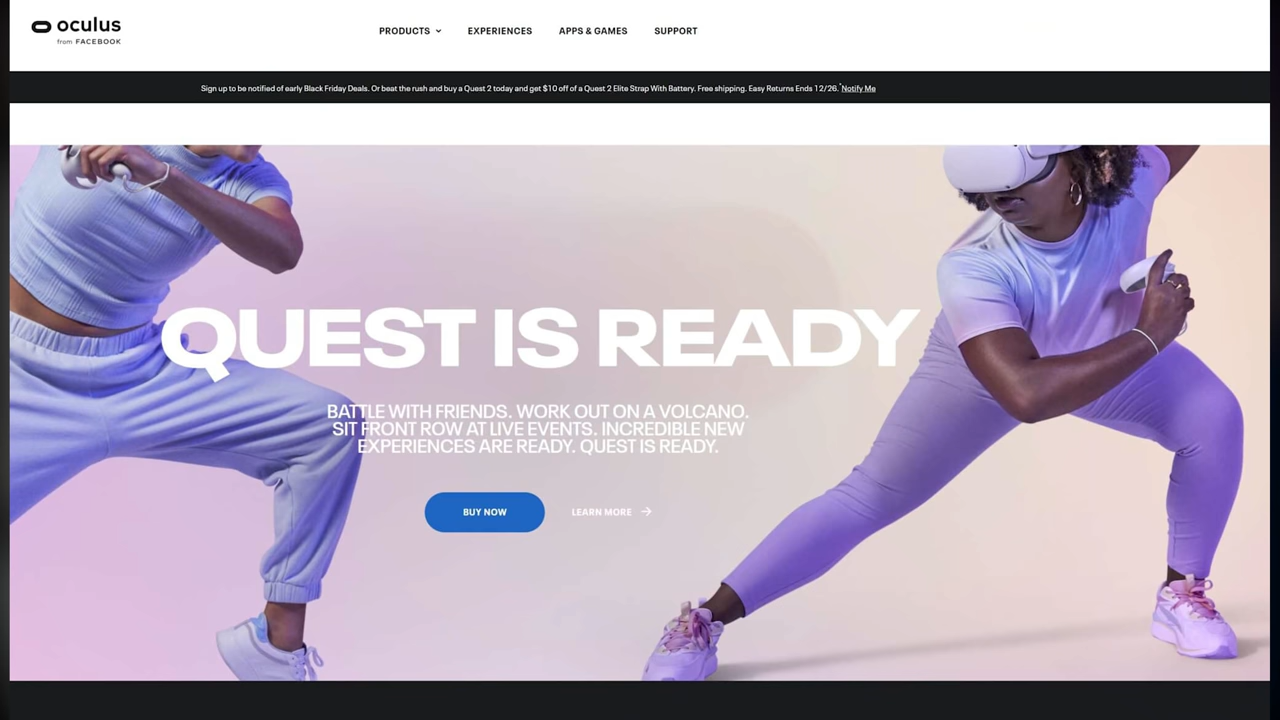 oculus
from FACEBOOK
PRODUCTS EXPERIENCES APPS & GAMES SUPPORT
Sign up to be notified of early Black Friday Deals. Or beat the rush and buy a Quest 2 today and get $10 off of a Quest 2 Elite Strap With Battery. Free shipping. Easy Returns Ends 12/26.* Notify Me
QUEST IS READY
BATTLE WITH FRIENDS. WORK OUT ON A VOLCANO.
SIT FRONT ROW AT LIVE EVENTS. INCREDIBLE NEW
EXPERIENCES ARE READY. QUEST IS READY.
BUY NOW LEARN MORE →